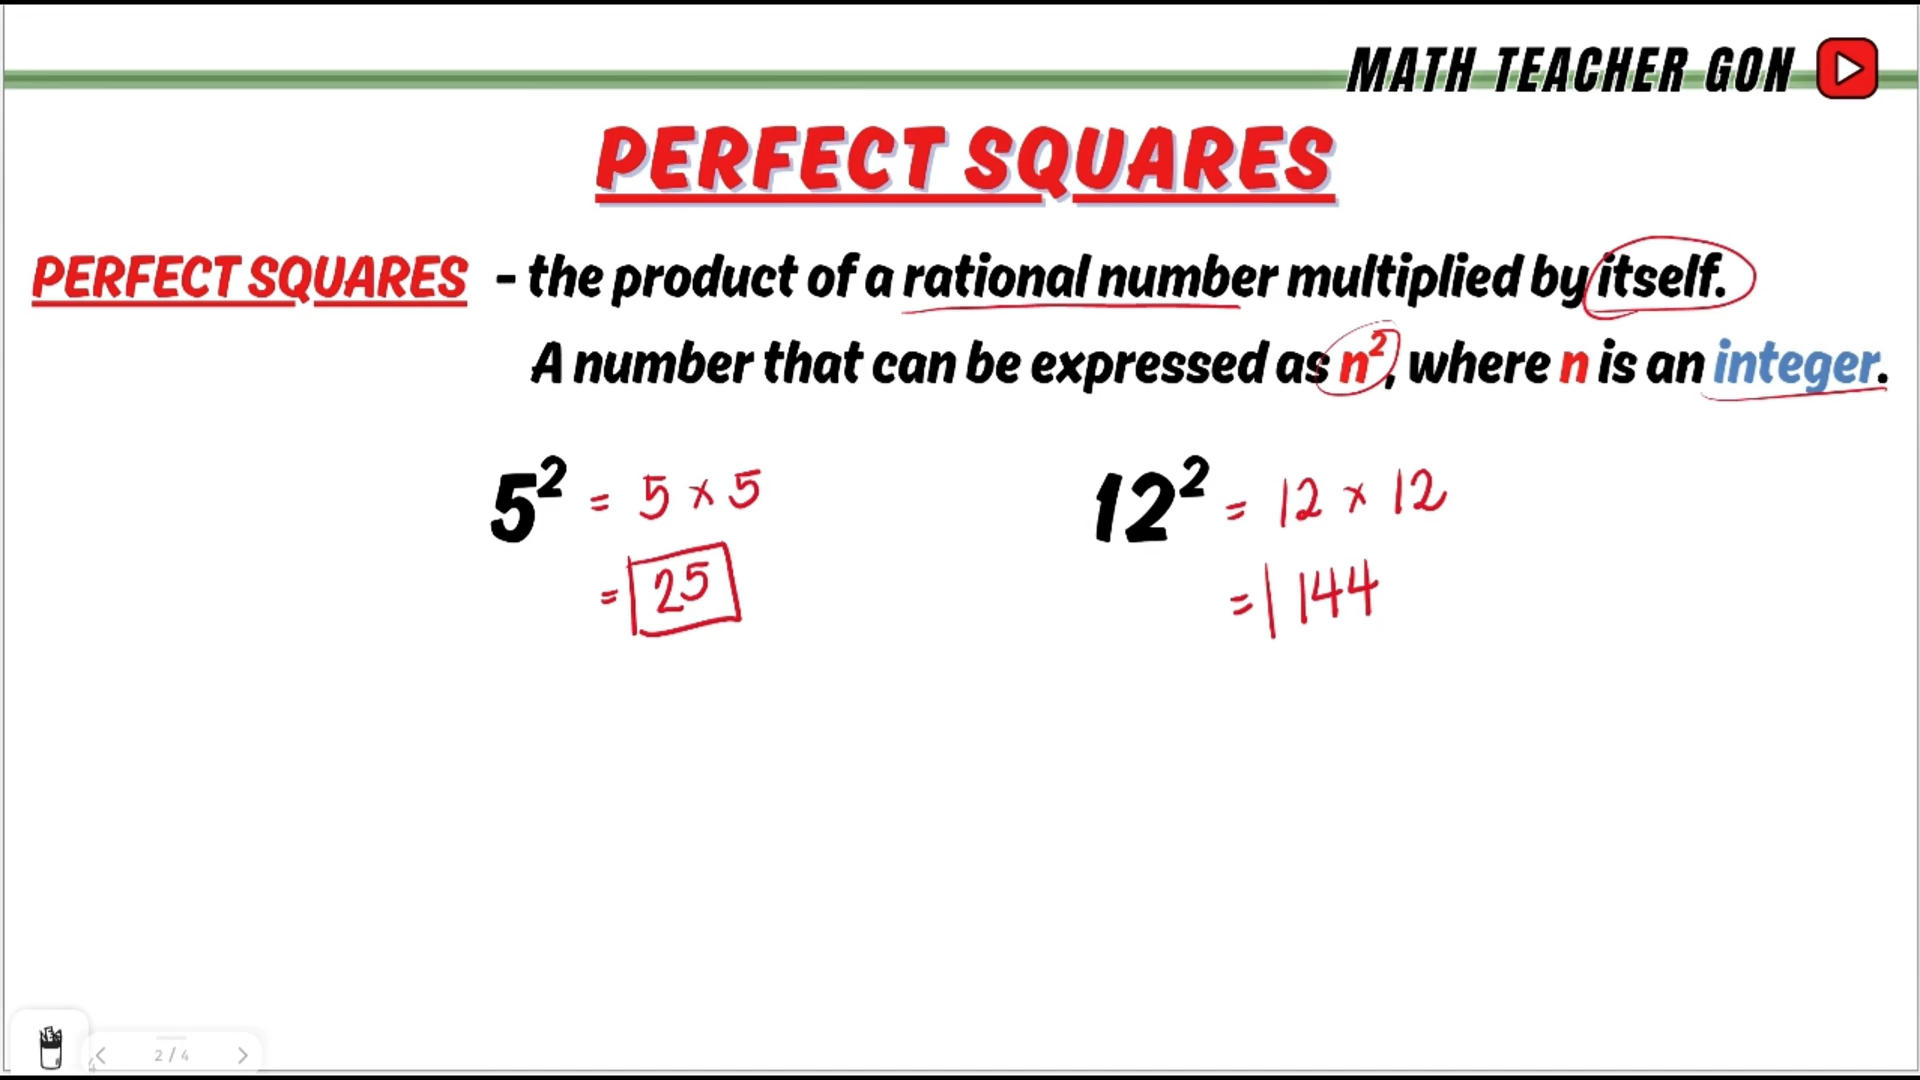 MATH TEACHER GON
PERFECT SQUARES
PERFECT SQUARES - the product of a rational number multiplied by itself.
A number that can be expressed as n², where n is an integer.
5² = 5 × 5
= 25
12² = 12 × 12
= 144
2 / 4